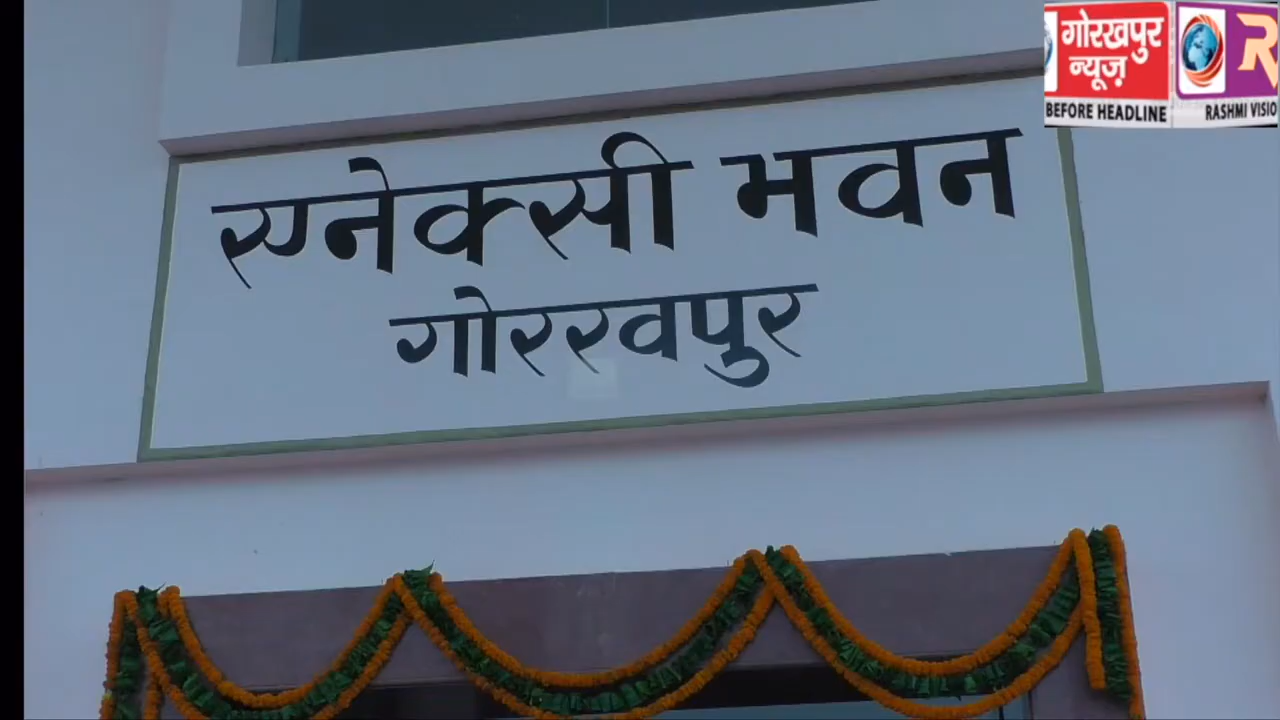 एनेक्सी भवन
गोरखपुर
गोरखपुर
न्यूज़
BEFORE HEADLINE
R
RASHMI VISIO